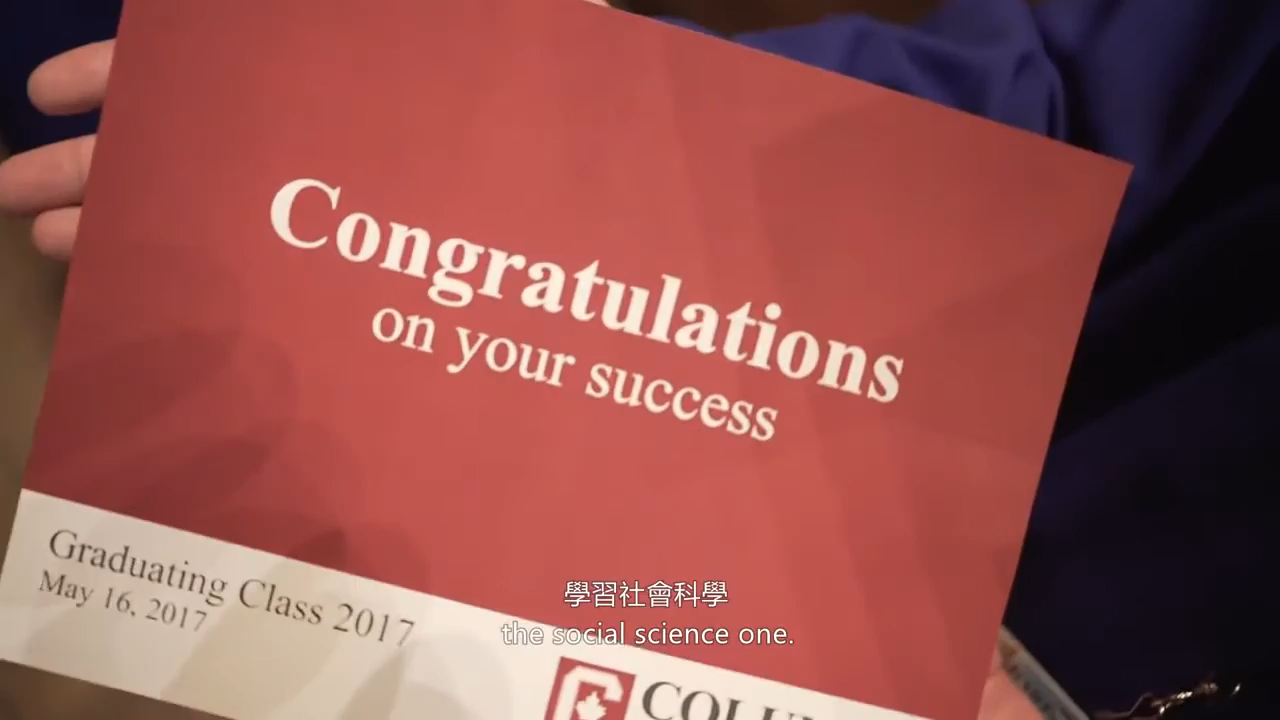 Congratulations
on your success
Graduating Class 2017
May 16, 2017
學習社會科學
the social science one.